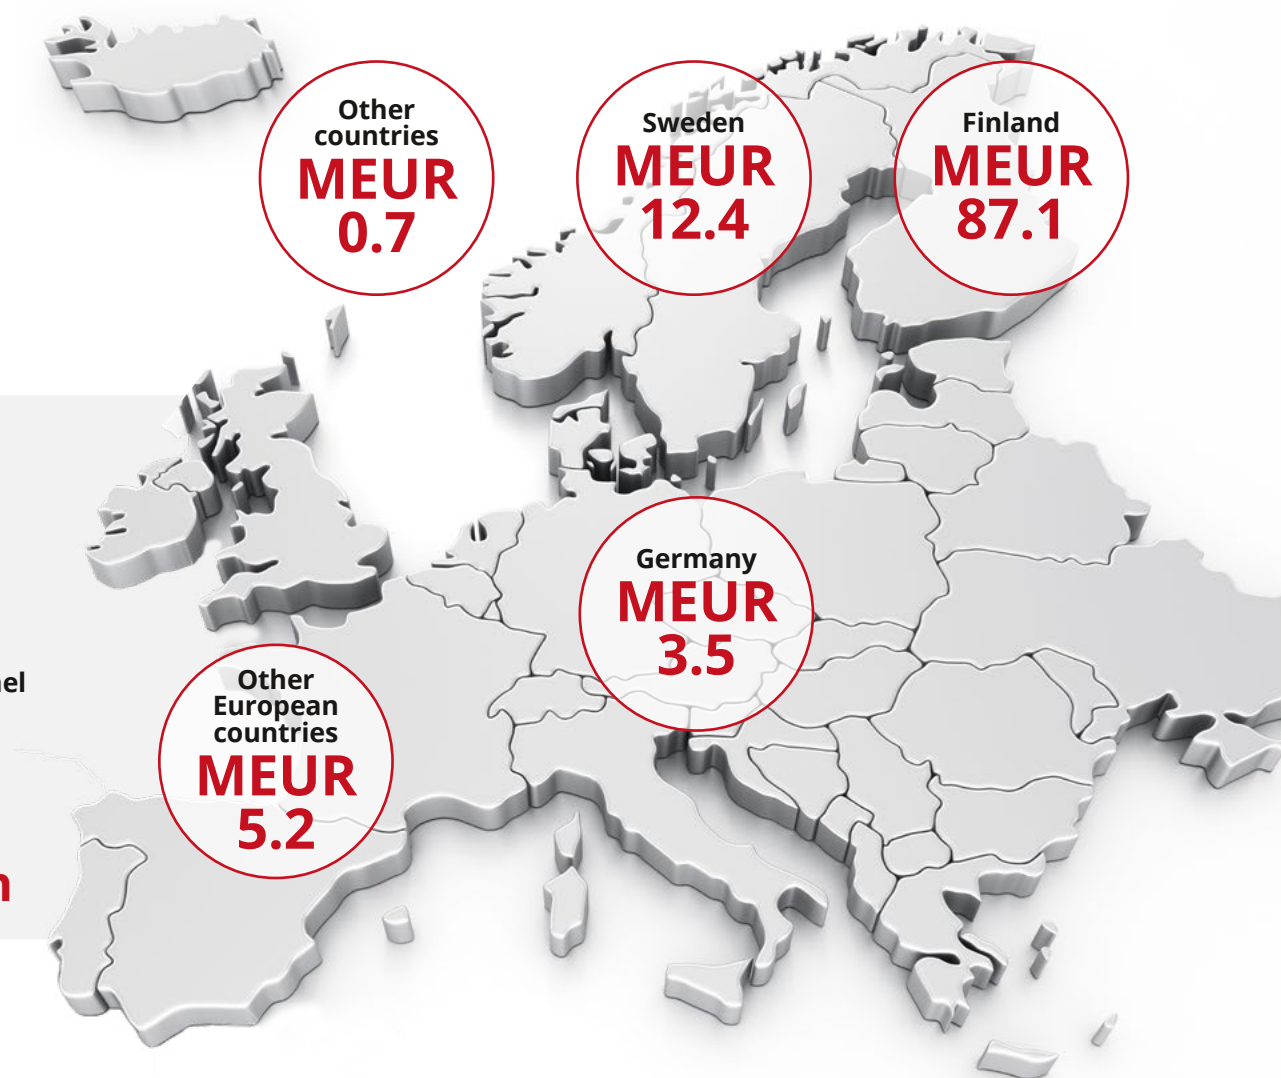 Other
countries
MEUR
0.7
Sweden
MEUR
12.4
Finland
MEUR
87.1
Germany
MEUR
3.5
Other
European
countries
MEUR
5.2